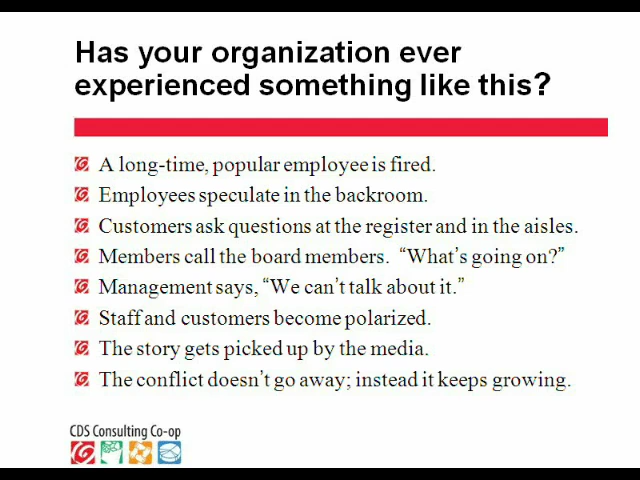 Has your organization ever
experienced something like this?
A long-time, popular employee is fired.
Employees speculate in the backroom.
Customers ask questions at the register and in the aisles.
Members call the board members.  “What’s going on?”
Management says, “We can’t talk about it.”
Staff and customers become polarized.
The story gets picked up by the media.
The conflict doesn’t go away; instead it keeps growing.
CDS Consulting Co-op